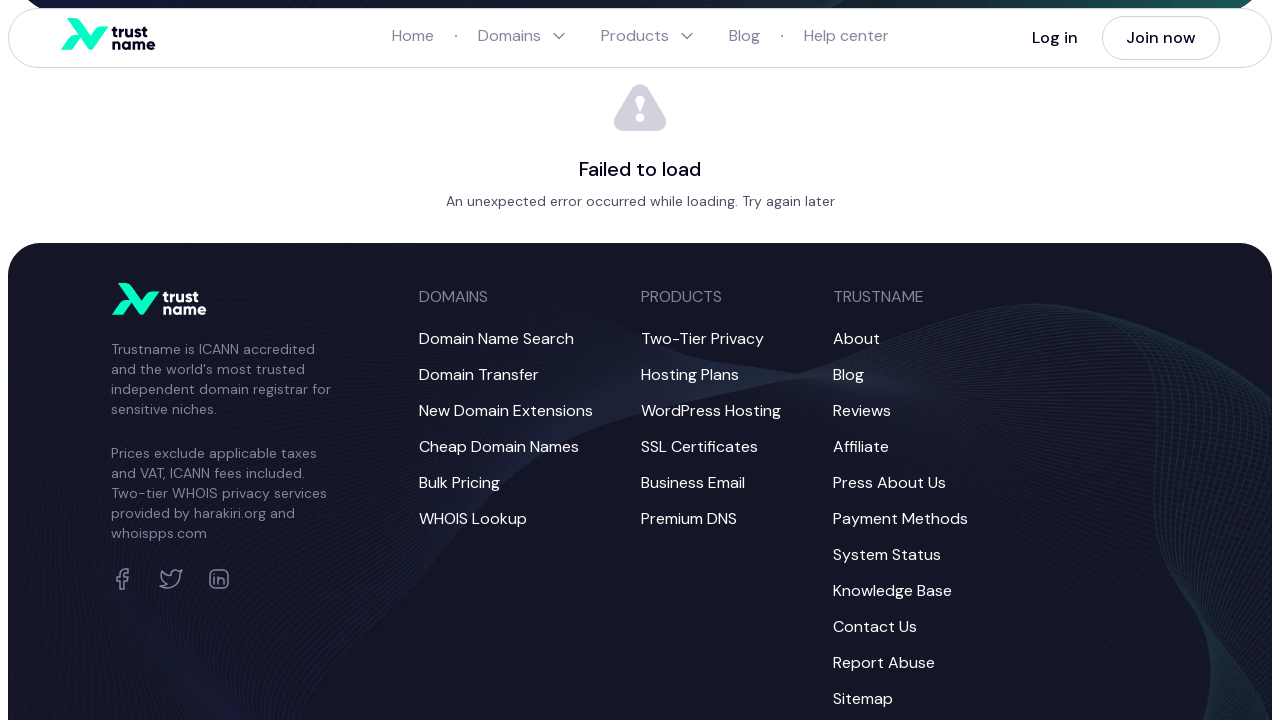 trust
name
Home · Domains Products Blog · Help center
Log in
Join now
Failed to load
An unexpected error occurred while loading. Try again later
trust
name
Trustname is ICANN accredited
and the world's most trusted
independent domain registrar for
sensitive niches.
Prices exclude applicable taxes
and VAT, ICANN fees included.
Two-tier WHOIS privacy services
provided by harakiri.org and
whoispps.com
DOMAINS
Domain Name Search
Domain Transfer
New Domain Extensions
Cheap Domain Names
Bulk Pricing
WHOIS Lookup
PRODUCTS
Two-Tier Privacy
Hosting Plans
WordPress Hosting
SSL Certificates
Business Email
Premium DNS
TRUSTNAME
About
Blog
Reviews
Affiliate
Press About Us
Payment Methods
System Status
Knowledge Base
Contact Us
Report Abuse
Sitemap